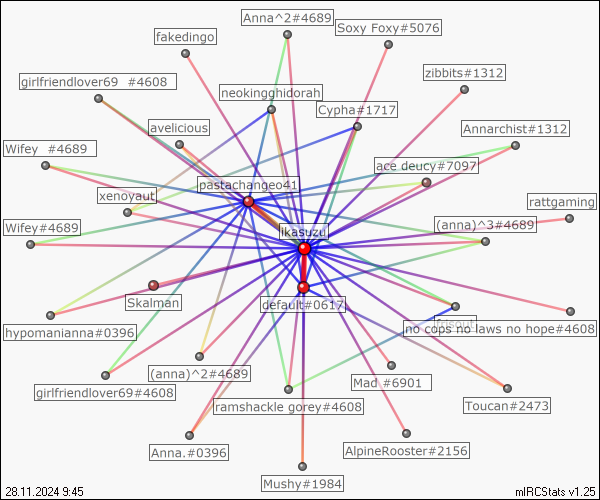 Anna^2#4689
Soxy Foxy#5076
fakedingo
zibbits#1312
girlfriendlover69 #4608
neokingghidorah
Cypha#1717
avelicious
Annarchist#1312
Wifey #4689
ace deucy#7097
pastachangeo41
xenoyaut
rattgaming
Wifey#4689
(anna)^3#4689
likasuzu
Skalmán
default#0617
hypomanianna#0396
frisout
no cops no laws no hope#4608
(anna)^2#4689
Mad #6901
girlfriendlover69#4608
ramshackle gorey#4608
Toucan#2473
Anna.#0396
AlpineRooster#2156
Mushy#1984
28.11.2024 9:45
mIRCStats v1.25